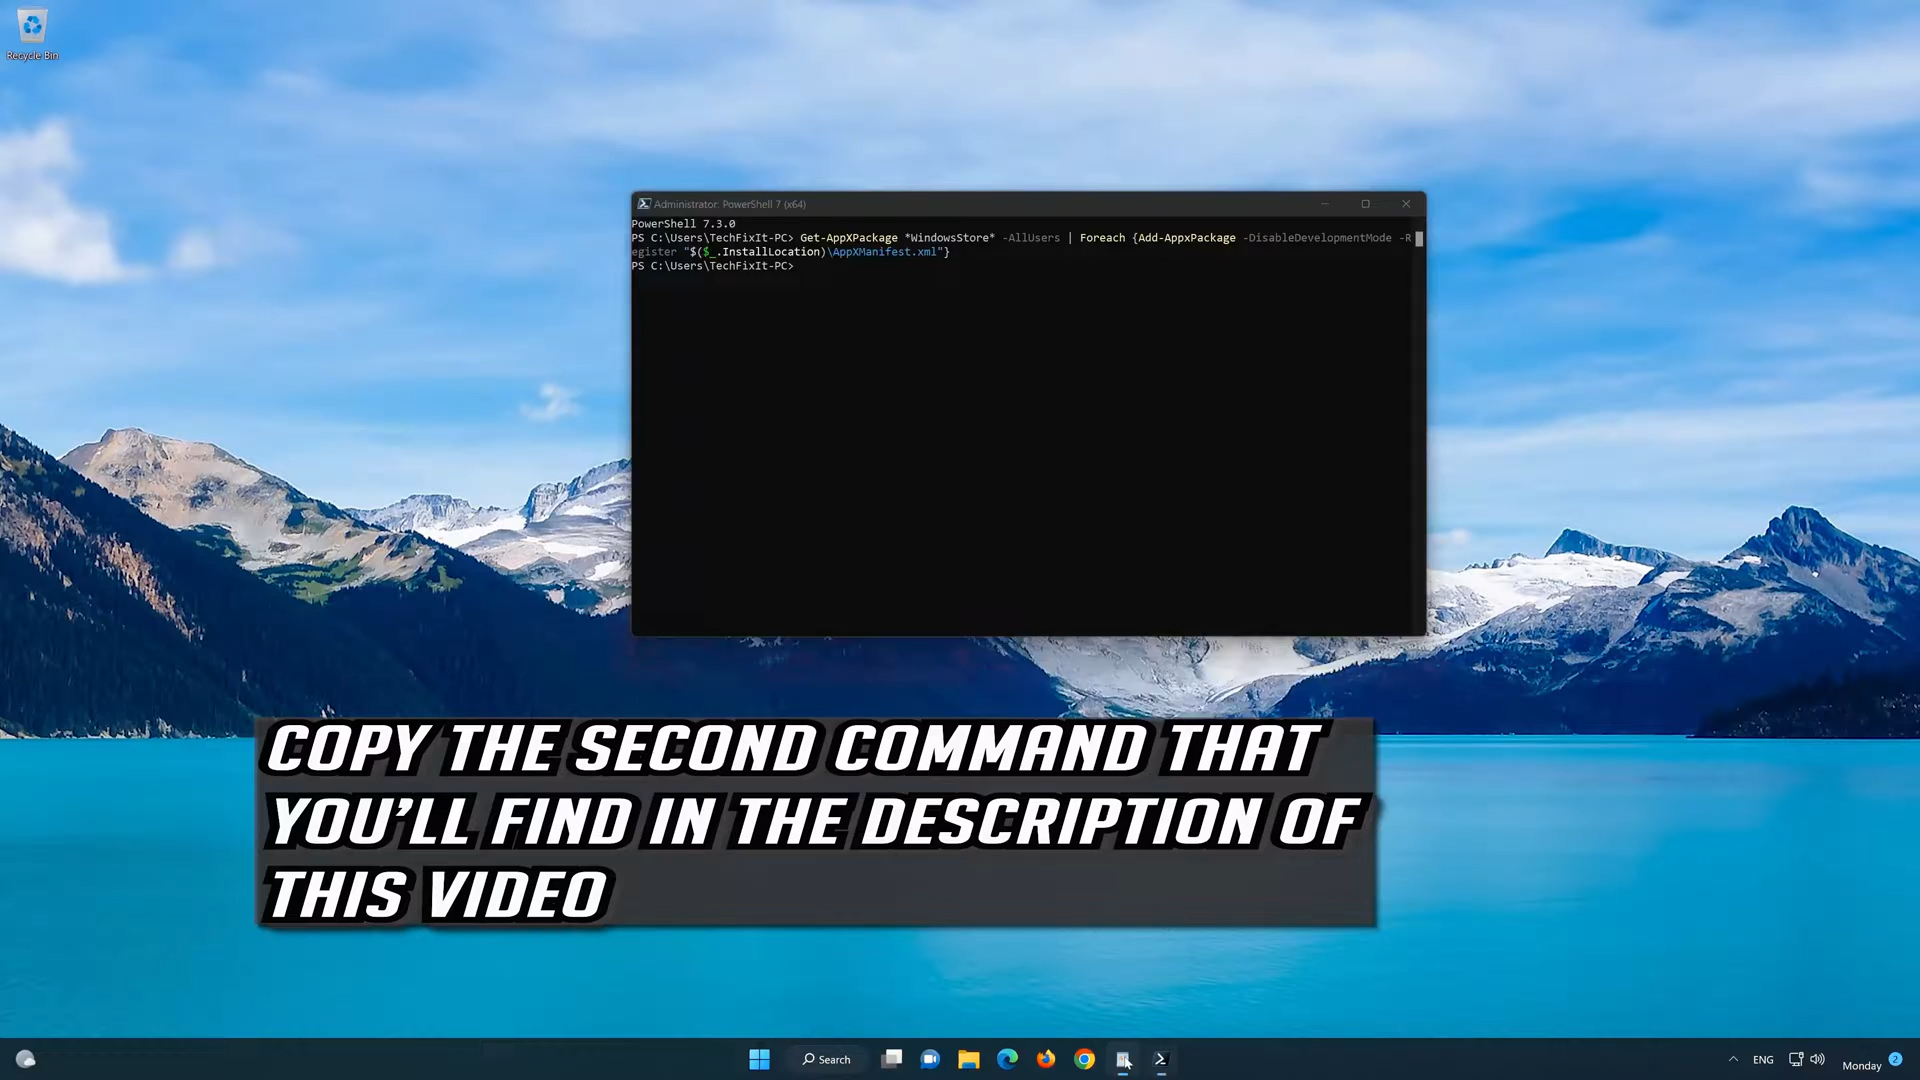 Recycle Bin
Administrator: PowerShell 7 (x64)
PowerShell 7.3.0
PS C:\Users\TechFixIt-PC> Get-AppXPackage *WindowsStore* -AllUsers | Foreach {Add-AppxPackage -DisableDevelopmentMode -R
egister "$($_.InstallLocation)\AppXManifest.xml"}
PS C:\Users\TechFixIt-PC>
COPY THE SECOND COMMAND THAT
YOU'LL FIND IN THE DESCRIPTION OF
THIS VIDEO
Search
ENG
Monday
2